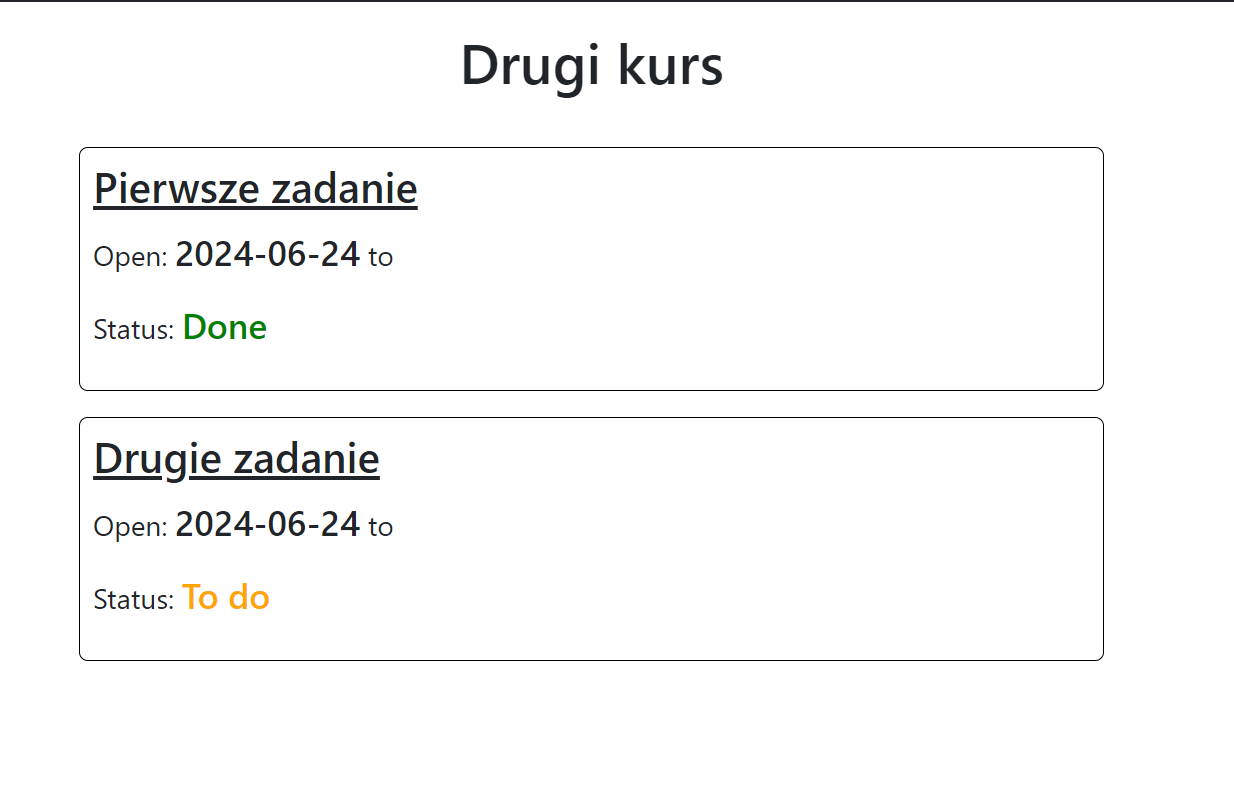 Drugi kurs
Pierwsze zadanie
Open: 2024-06-24 to
Status: Done
Drugie zadanie
Open: 2024-06-24 to
Status: To do